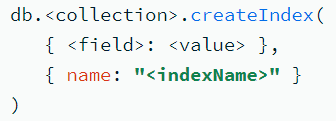 db.<collection>.createIndex(
   { <field>: <value> },
   { name: "<indexName>" }
)